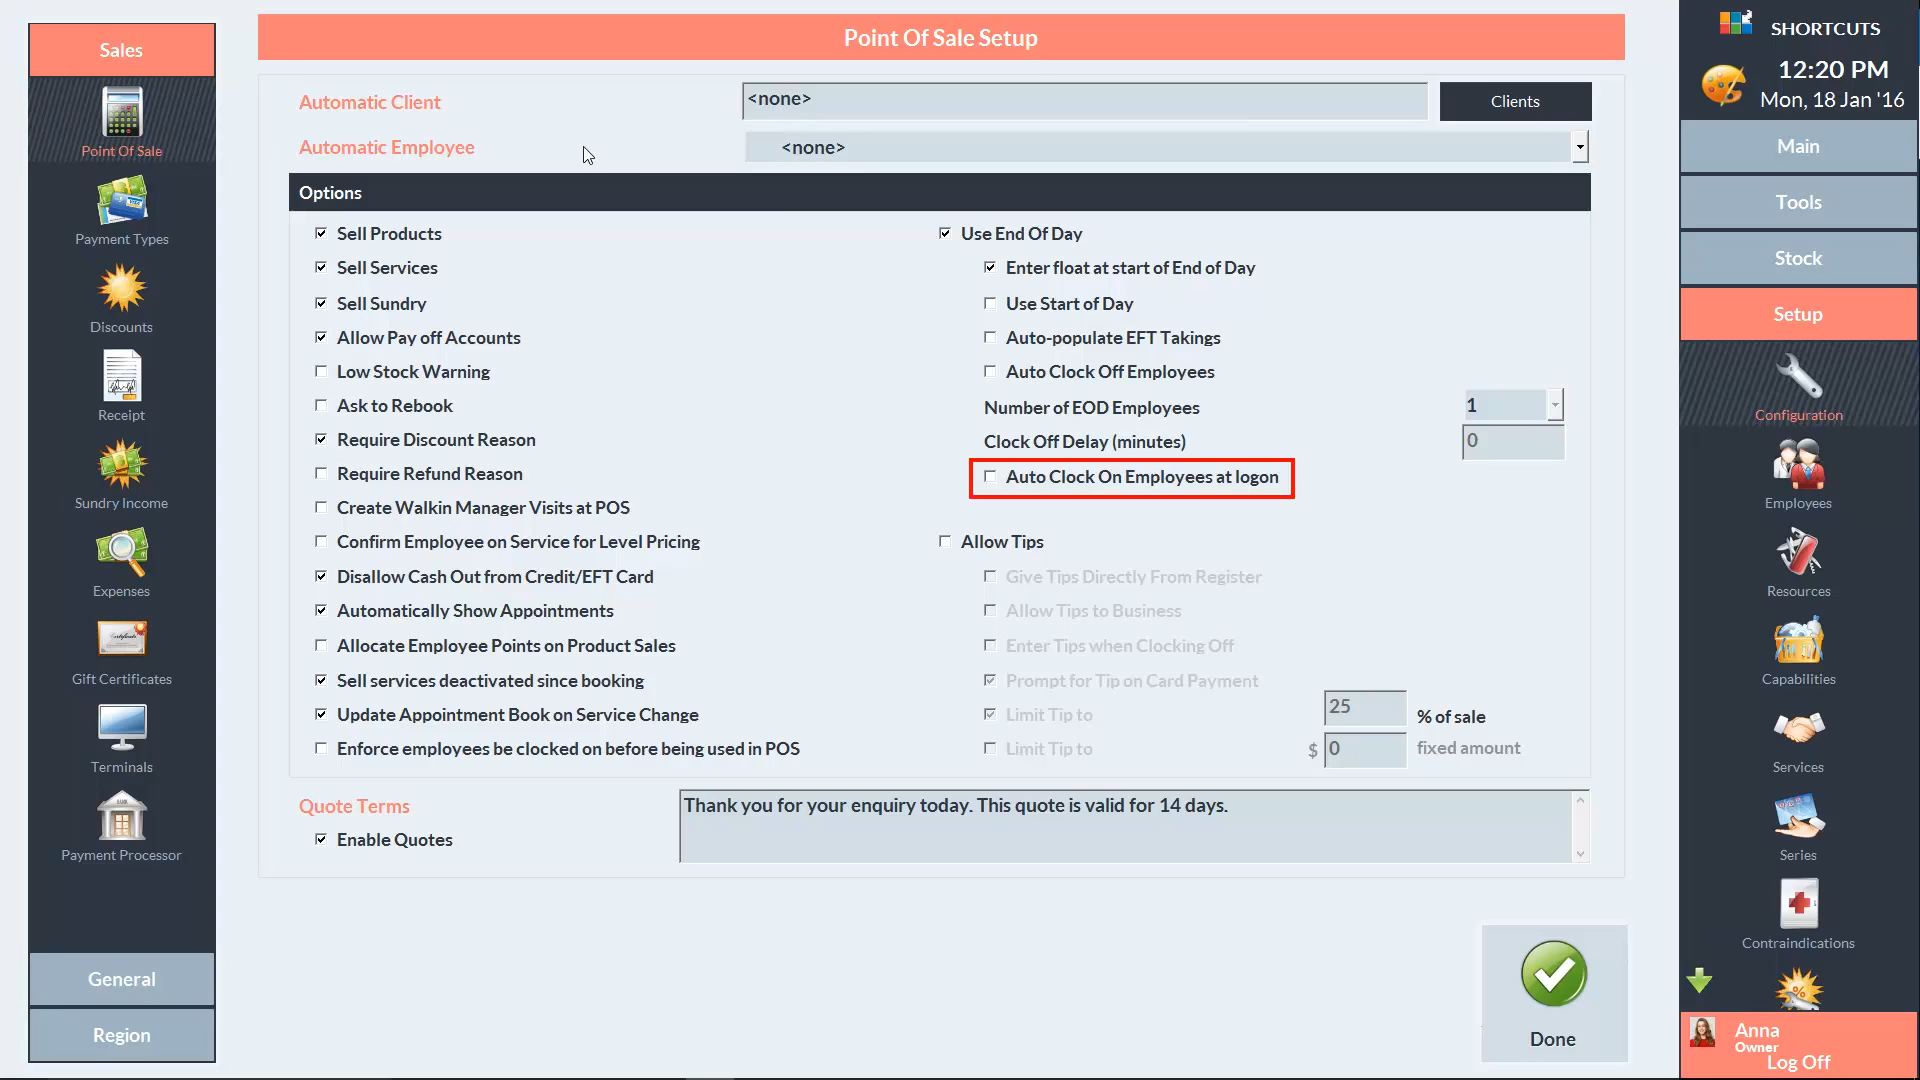 Sales
Point Of Sale
Payment Types
Discounts
Receipt
Sundry Income
Expenses
Gift Certificates
Terminals
Payment Processor
General
Region
Point Of Sale Setup
Automatic Client
<none>
Clients
Automatic Employee
<none>
Options
Sell Products
Sell Services
Sell Sundry
Allow Pay off Accounts
Low Stock Warning
Ask to Rebook
Require Discount Reason
Require Refund Reason
Create Walkin Manager Visits at POS
Confirm Employee on Service for Level Pricing
Disallow Cash Out from Credit/EFT Card
Automatically Show Appointments
Allocate Employee Points on Product Sales
Sell services deactivated since booking
Update Appointment Book on Service Change
Enforce employees be clocked on before being used in POS
Use End Of Day
Enter float at start of End of Day
Use Start of Day
Auto-populate EFT Takings
Auto Clock Off Employees
Number of EOD Employees
1
Clock Off Delay (minutes)
0
Auto Clock On Employees at logon
Allow Tips
Give Tips Directly From Register
Allow Tips to Business
Enter Tips when Clocking Off
Prompt for Tip on Card Payment
Limit Tip to
25
% of sale
Limit Tip to
$ 0
fixed amount
Quote Terms
Enable Quotes
Thank you for your enquiry today. This quote is valid for 14 days.
Done
SHORTCUTS
12:20 PM
Mon, 18 Jan '16
Main
Tools
Stock
Setup
Configuration
Employees
Resources
Capabilities
Services
Series
Contraindications
Anna
Owner
Log Off